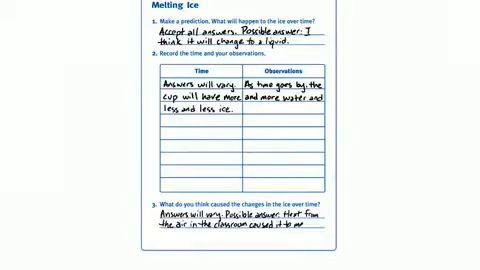 Melting Ice
1. Make a prediction. What will happen to the ice over time?
Accept all answers. Possible answer: I
think it will change to a liquid.
2. Record the time and your observations.
Time Observations
Answers will vary. As time goes by, the
cup will have more and more water and
less and less ice.
3. What do you think caused the changes in the ice over time?
Answers will vary. Possible answer: Heat from
the air in the classroom caused it to me